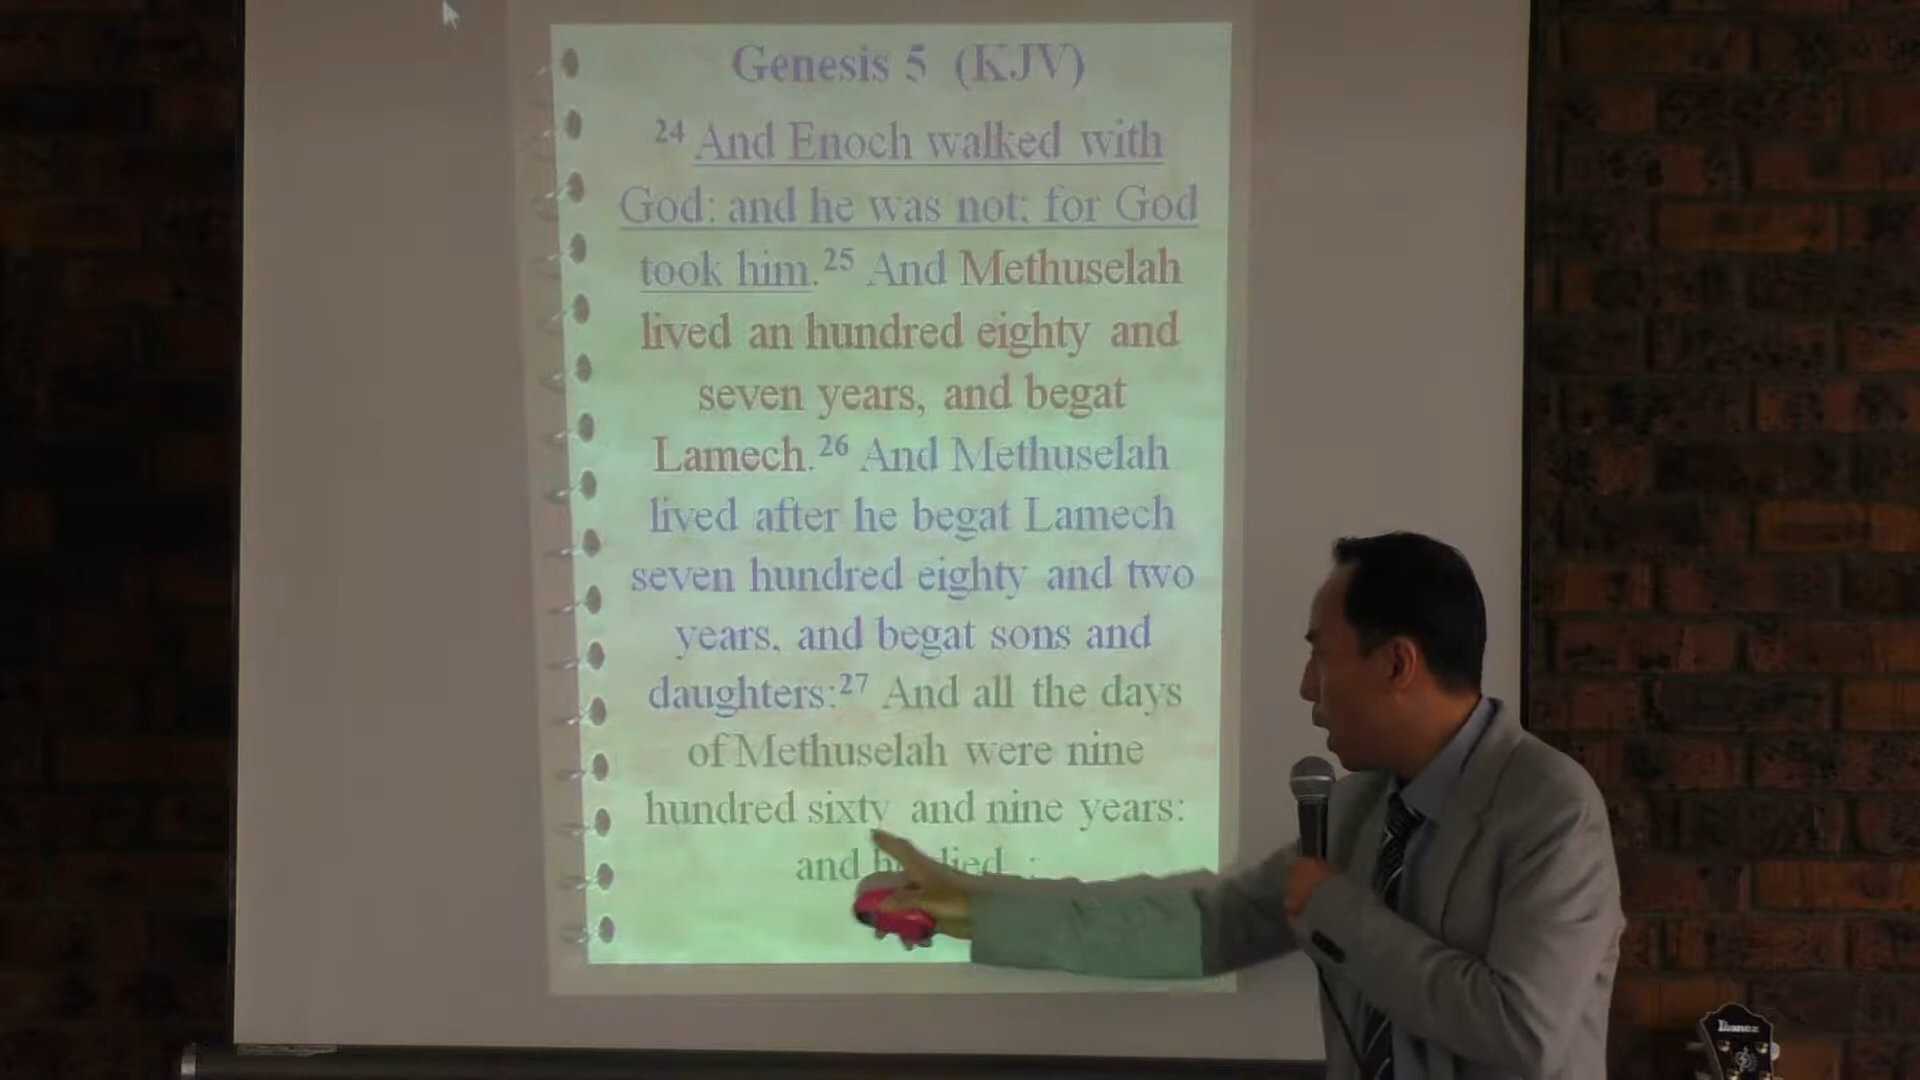 Genesis 5 (KJV)
24 And Enoch walked with
God: and he was not; for God
took him.25 And Methuselah
lived an hundred eighty and
seven years, and begat
Lamech.26 And Methuselah
lived after he begat Lamech
seven hundred eighty and two
years, and begat sons and
daughters:27 And all the days
of Methuselah were nine
hundred sixty and nine years:
and died :
Ibanez